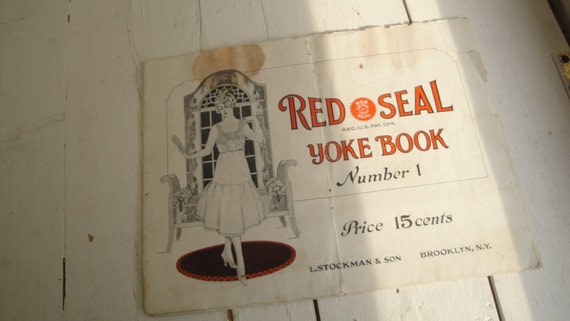 RED SEAL
REG. U.S. PAT. OFF.
YOKE BOOK
Number 1
Price 15 cents
L. STOCKMAN & SON BROOKLYN, N.Y.